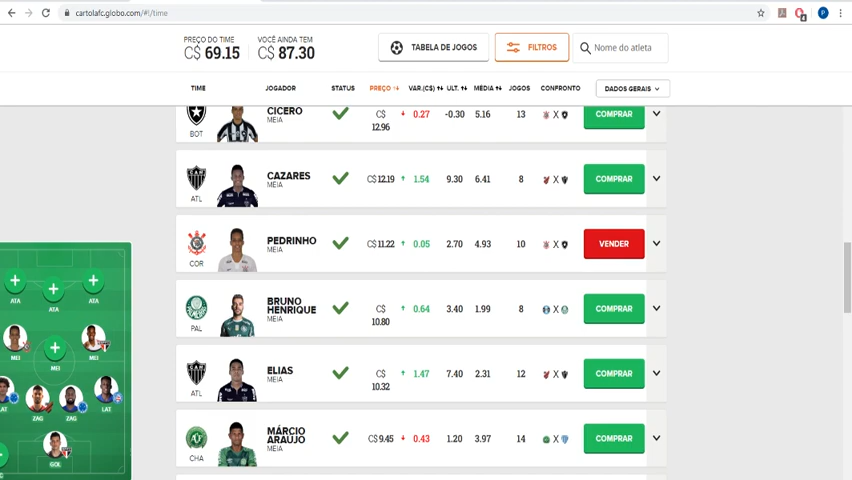 cartolafc.globo.com/#!/time
P
PREÇO DO TIME
C$ 69.15
VOCÊ AINDA TEM
C$ 87.30
TABELA DE JOGOS
FILTROS
Nome do atleta
TIME JOGADOR STATUS PREÇO VAR.(C$) ULT. MÉDIA JOGOS CONFRONTO DADOS GERAIS
BOT CÍCERO MEIA C$ 12.96 0.27 -0.30 5.16 13 X COMPRAR
ATL CAZARES MEIA C$ 12.19 1.54 9.30 6.41 8 X COMPRAR
COR PEDRINHO MEIA C$ 11.22 0.05 2.70 4.93 10 X VENDER
PAL BRUNO HENRIQUE MEIA C$ 10.80 0.64 3.40 1.99 8 X COMPRAR
ATL ELIAS MEIA C$ 10.32 1.47 7.40 2.31 12 X COMPRAR
CHA MÁRCIO ARAUJO MEIA C$ 9.45 0.43 1.20 3.97 14 X COMPRAR
ATA ATA ATA
MEI MEI MEI
LAT ZAG ZAG LAT
GOL